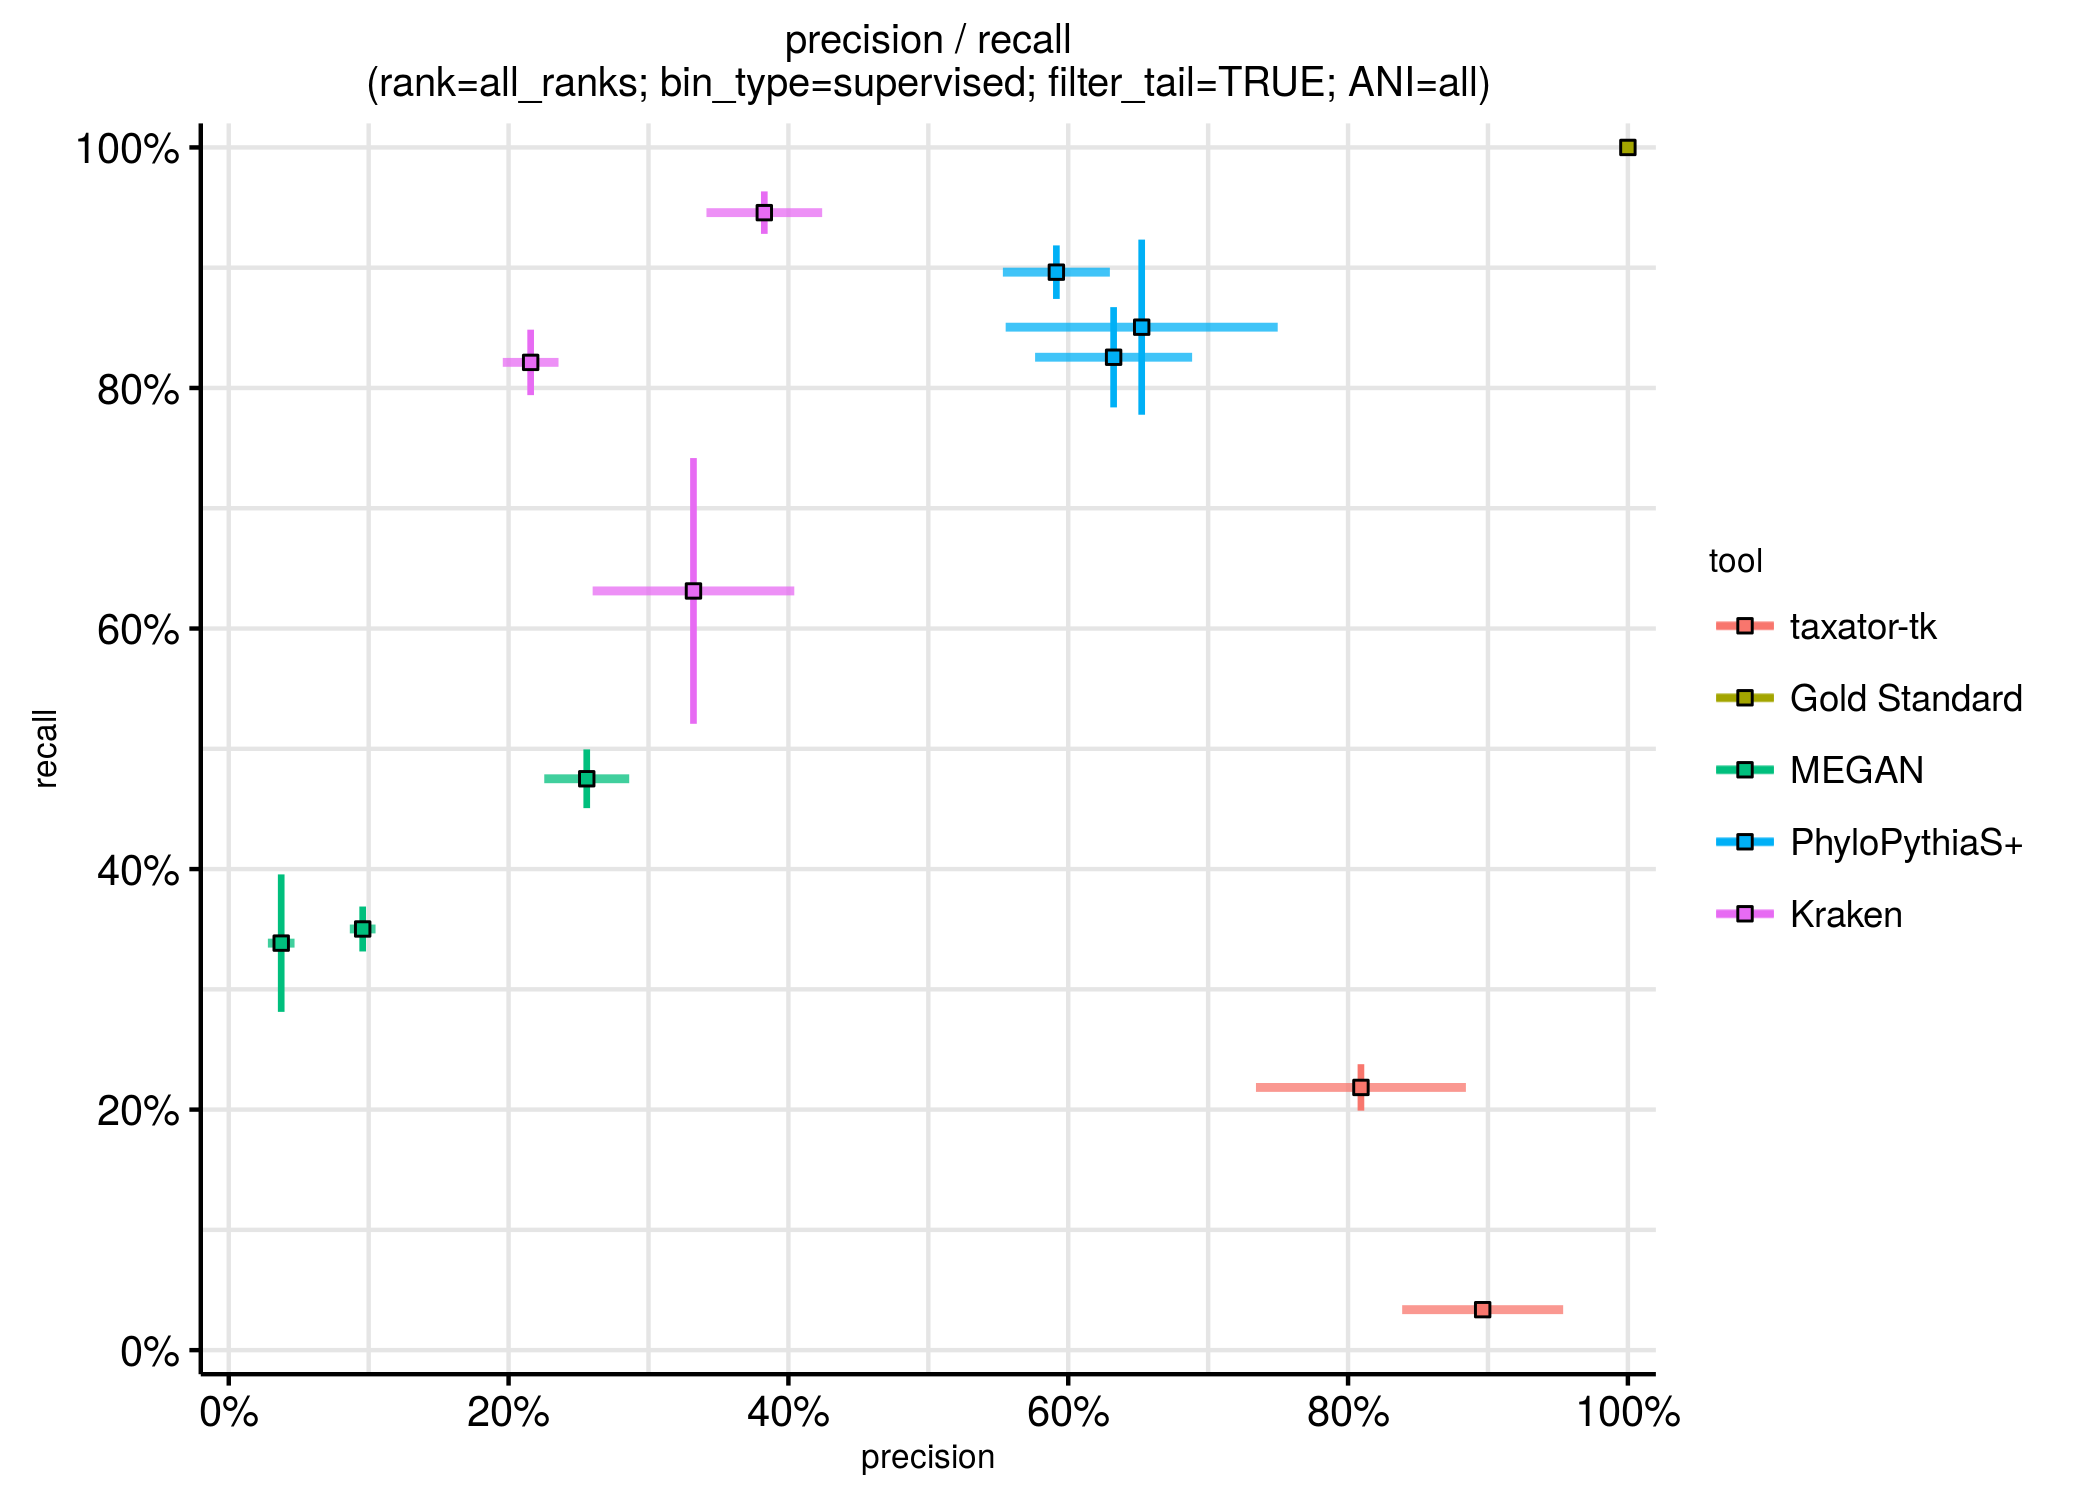 precision / recall
(rank=all_ranks; bin_type=supervised; filter_tail=TRUE; ANI=all)
100%
80%
60%
40%
20%
0%
recall
0%
20%
40%
60%
80%
100%
precision
tool
taxator-tk
Gold Standard
MEGAN
PhyloPythiaS+
Kraken